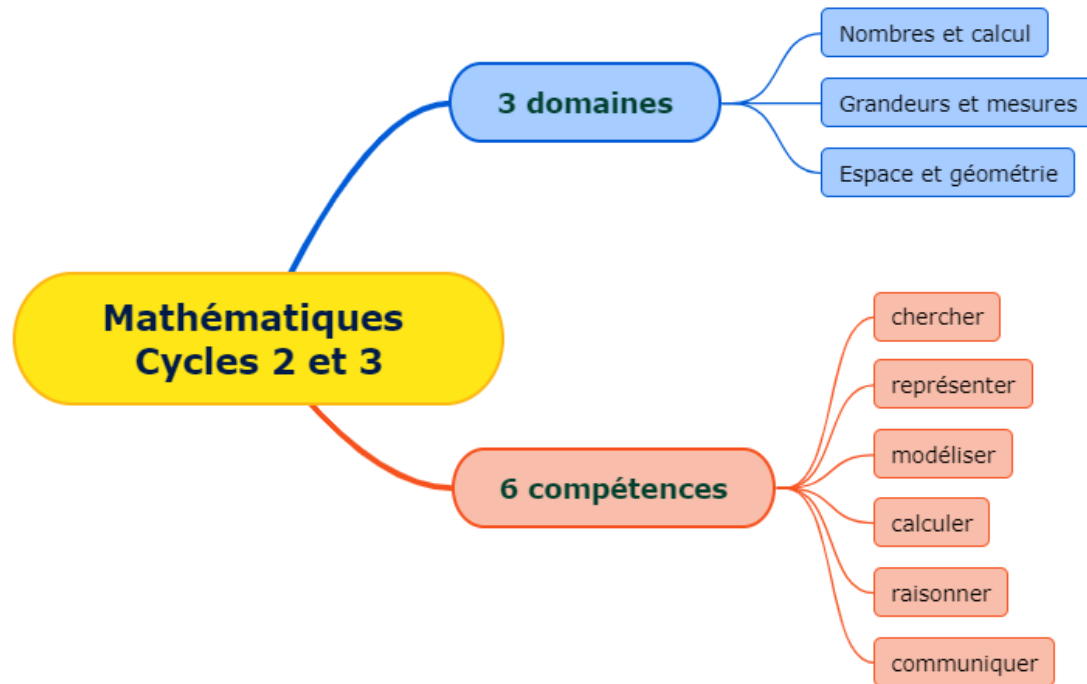 Mathématiques
Cycles 2 et 3
3 domaines
Nombres et calcul
Grandeurs et mesures
Espace et géométrie
6 compétences
chercher
représenter
modéliser
calculer
raisonner
communiquer